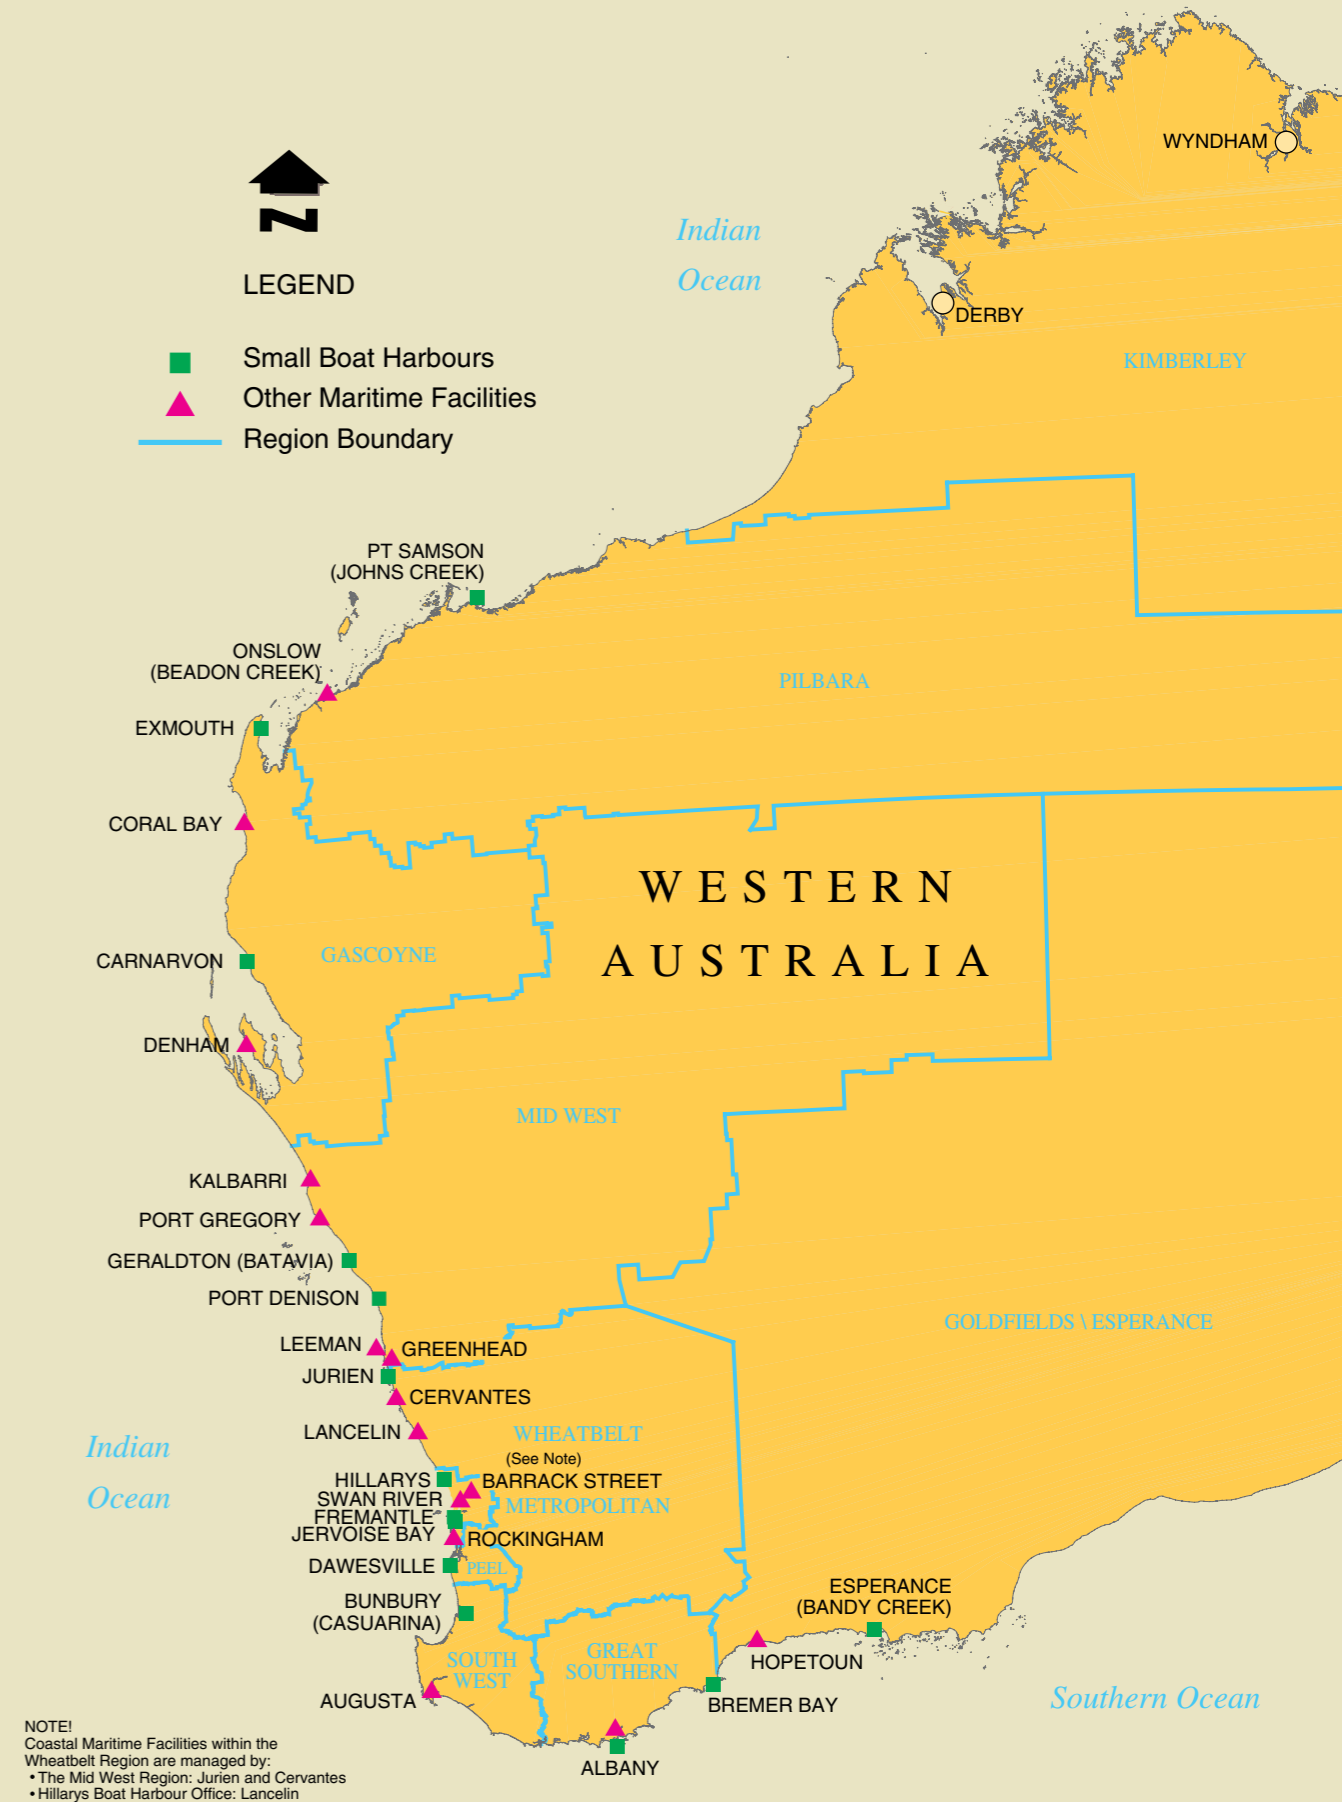 WYNDHAM
Indian
Ocean
N
LEGEND
DERBY
Small Boat Harbours
KIMBERLEY
Other Maritime Facilities
Region Boundary
PT SAMSON
(JOHNS CREEK)
ONSLOW
(BEADON CREEK)
PILBARA
EXMOUTH
CORAL BAY
WESTERN
AUSTRALIA
GASCOYNE
CARNARVON
DENHAM
MID WEST
KALBARRI
PORT GREGORY
GERALDTON (BATAVIA)
PORT DENISON
GOLDFIELDS \ ESPERANCE
LEEMAN
GREENHEAD
JURIEN
CERVANTES
LANCELIN
WHEATBELT
(See Note)
Indian
Ocean
HILLARYS
BARRACK STREET
SWAN RIVER
METROPOLITAN
FREMANTLE
JERVOISE BAY
ROCKINGHAM
DAWESVILLE
PEEL
BUNBURY
(CASUARINA)
ESPERANCE
(BANDY CREEK)
SOUTH
WEST
GREAT
SOUTHERN
HOPETOUN
AUGUSTA
BREMER BAY
Southern Ocean
ALBANY
NOTE!
Coastal Maritime Facilities within the
Wheatbelt Region are managed by:
• The Mid West Region: Jurien and Cervantes
• Hillarys Boat Harbour Office: Lancelin